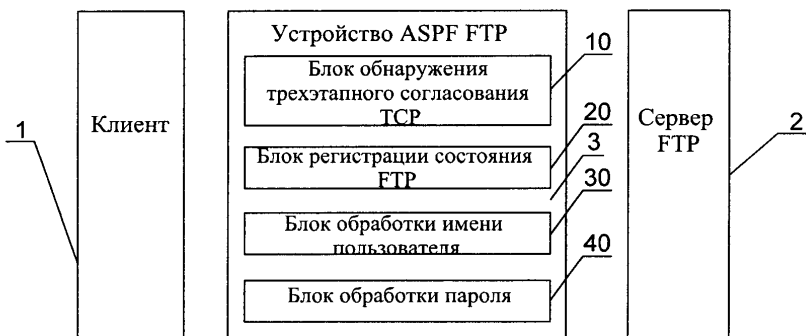 Устройство ASPF FTP
10
Блок обнаружения
трехэтапного согласования
TCP
Клиент
1
20
Блок регистрации состояния
FTP
3
Сервер
FTP
2
30
Блок обработки имени
пользователя
40
Блок обработки пароля